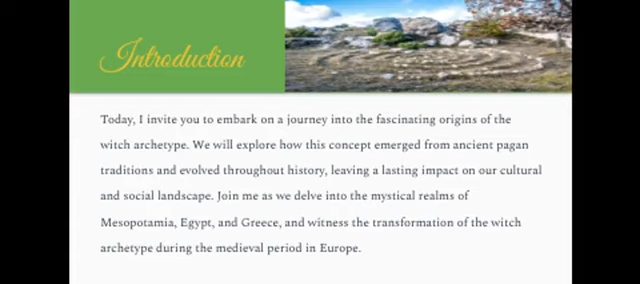 Introduction
Today, I invite you to embark on a journey into the fascinating origins of the
witch archetype. We will explore how this concept emerged from ancient pagan
traditions and evolved throughout history, leaving a lasting impact on our cultural
and social landscape. Join me as we delve into the mystical realms of
Mesopotamia, Egypt, and Greece, and witness the transformation of the witch
archetype during the medieval period in Europe.